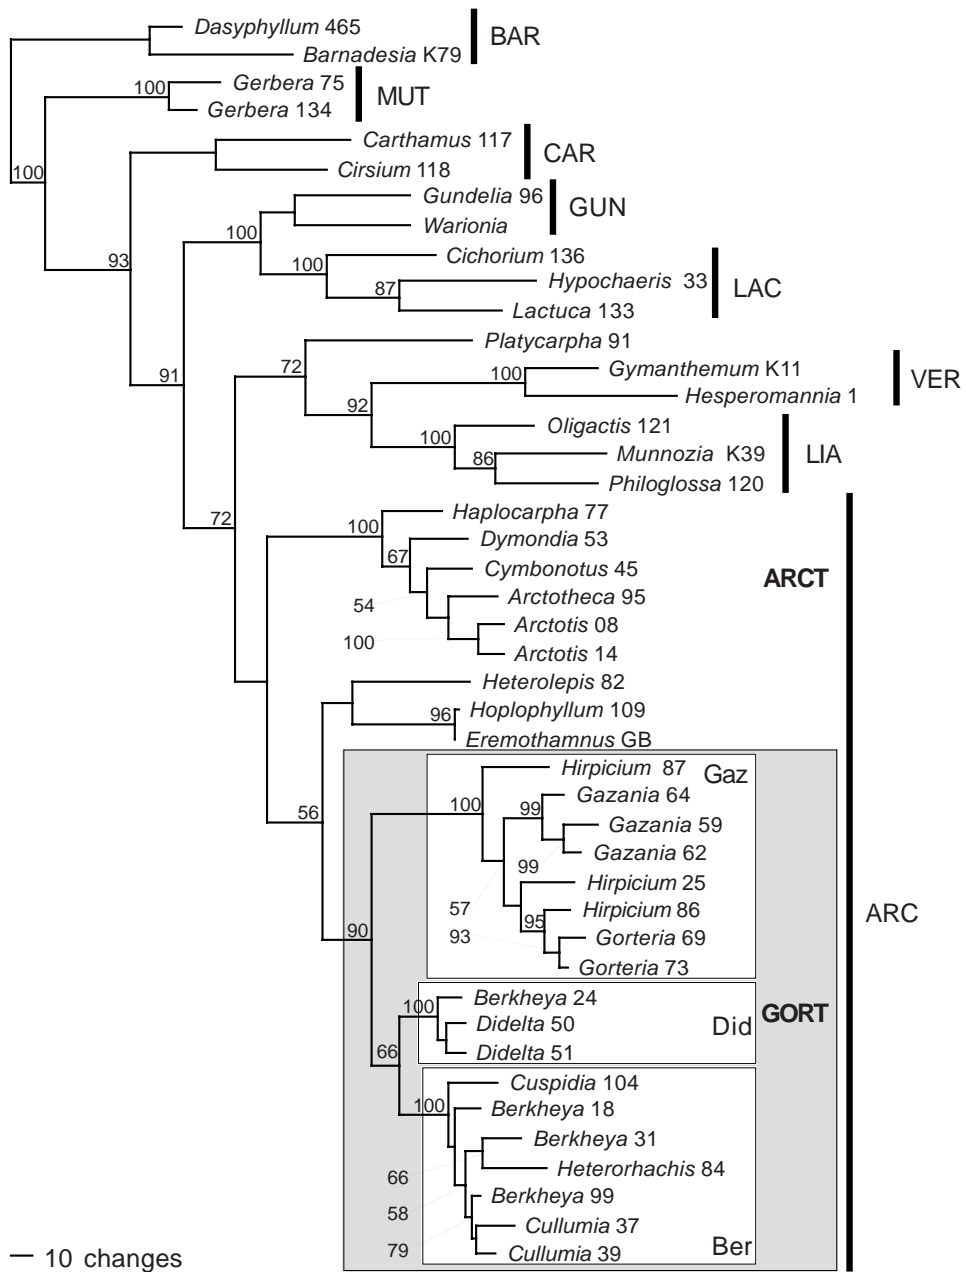 Dasyphyllum 465
BAR
Barnadesia K79
100 Gerbera 75
MUT
Gerbera 134
Carthamus 117
CAR
100
Cirsium 118
Gundelia 96
GUN
100 Warionia
93 100 Cichorium 136
87 Hypochaeris 33
LAC
Lactuca 133
Platycarpha 91
91 72 100 Gymanthemum K11
VER
Hesperomannia 1
92
100 Oligactis 121
86 Munnozia K39
LIA
Philoglossa 120
72 100 Haplocarpha 77
67 Dymondia 53
Cymbonotus 45
ARCT
54 Arctotheca 95
Arctotis 08
100
Arctotis 14
Heterolepis 82
96 Hoplophyllum 109
Eremothamnus GB
Hirpicium 87
Gaz
56 100 99 Gazania 64
Gazania 59
Gazania 62
99
Hirpicium 25
57 95 Hirpicium 86
ARC
90 93 Gorteria 69
Gorteria 73
100 Berkheya 24
GORT
Didelta 50
Did
66 Didelta 51
Cuspidia 104
100 Berkheya 18
Berkheya 31
66 Heterorhachis 84
Berkheya 99
58
Cullumia 37
79 Cullumia 39
Ber
10 changes